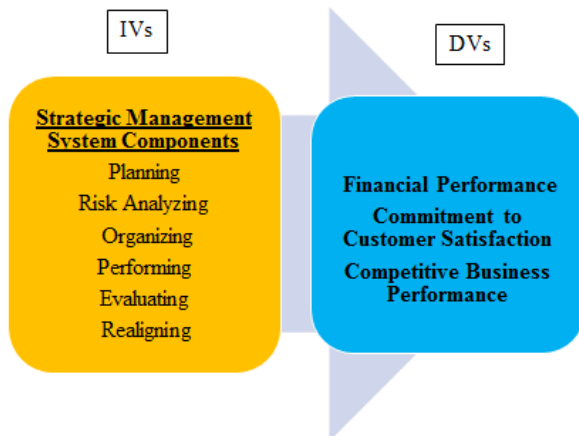 IVs
DVs
Strategic Management
System Components
Planning
Risk Analyzing
Organizing
Performing
Evaluating
Realigning
Financial Performance
Commitment to
Customer Satisfaction
Competitive Business
Performance